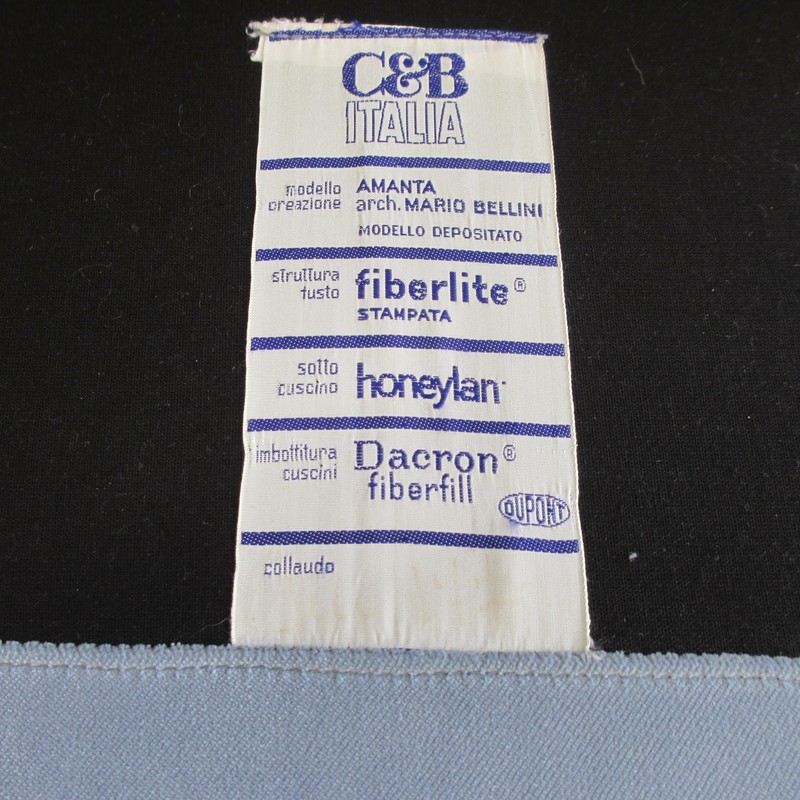 C&B
ITALIA
modello AMANTA
creazione arch. MARIO BELLINI
MODELLO DEPOSITATO
struttura fusto fiberlite®
STAMPATA
sotto cuscino honeylan
imbottitura cuscini Dacron®
fiberfill
DUPONT
collaudo